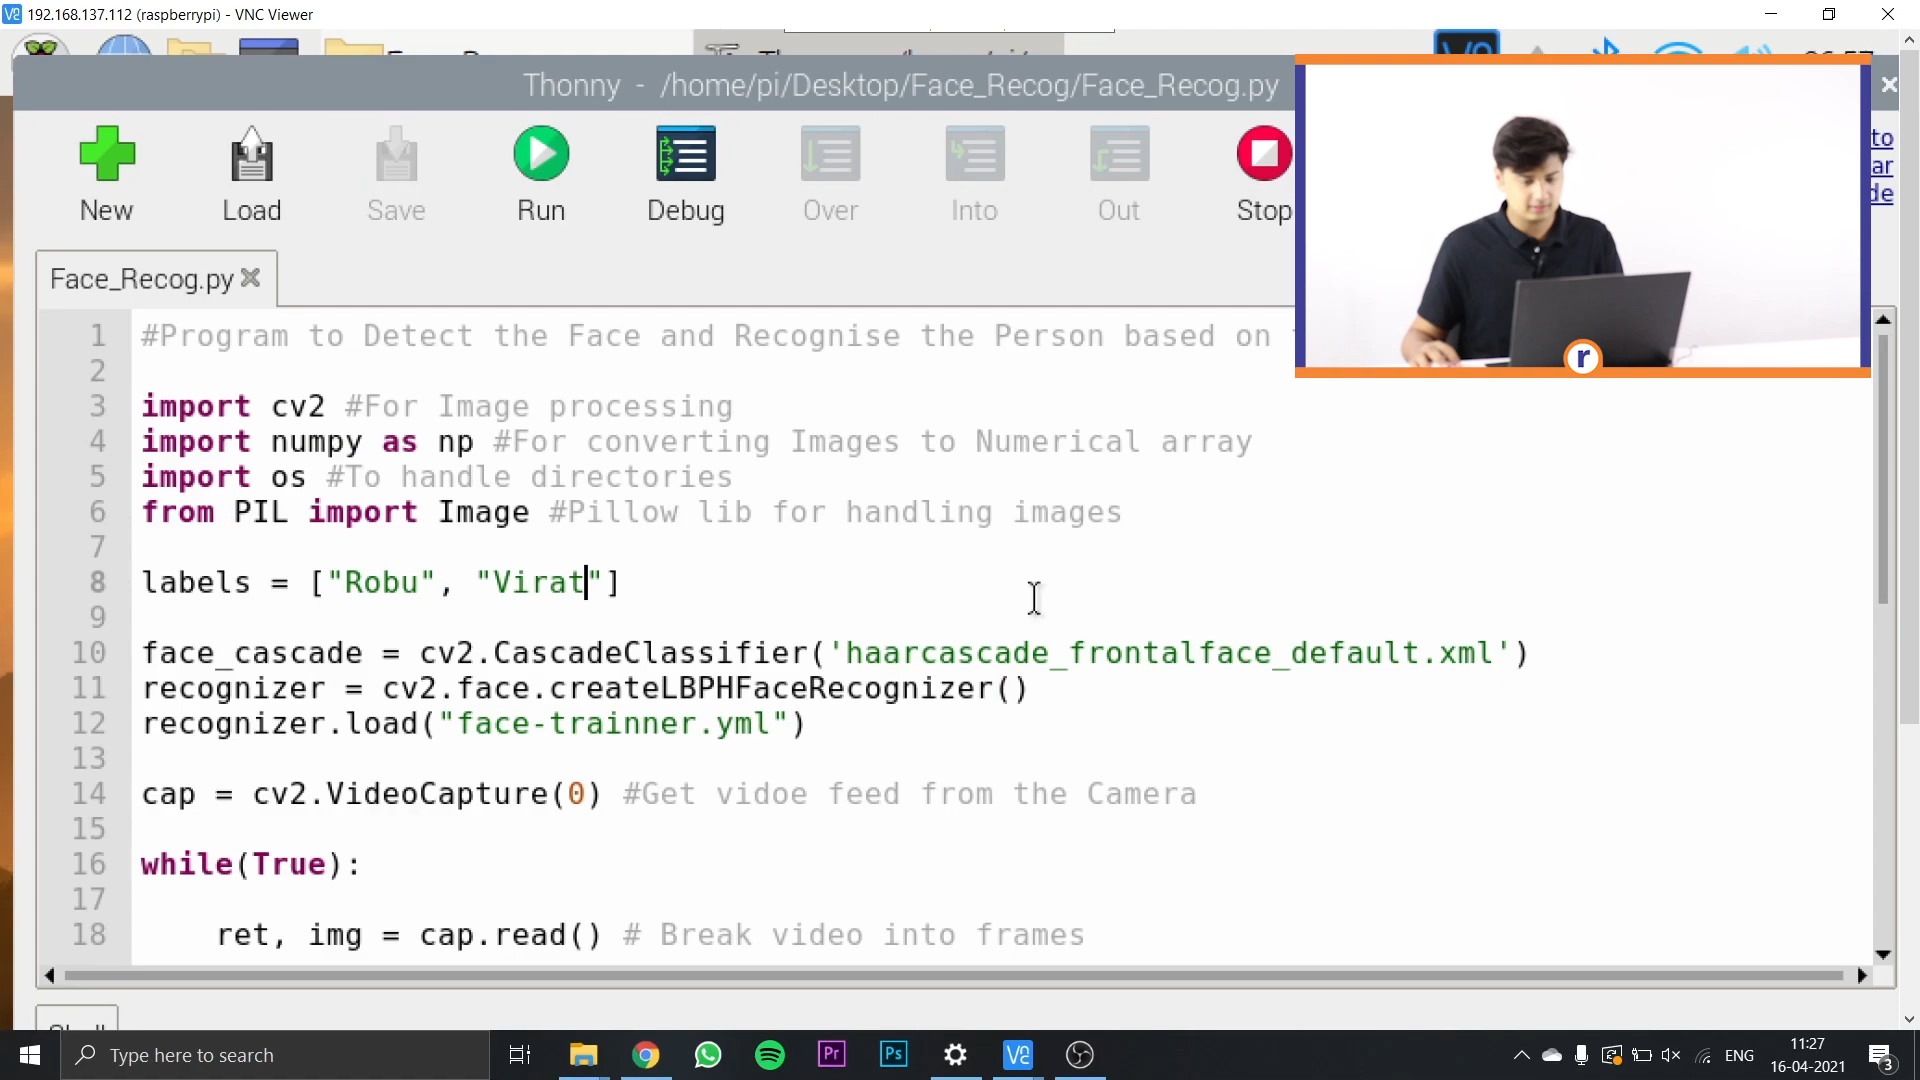 192.168.137.112 (raspberrypi) - VNC Viewer
Thonny - /home/pi/Desktop/Face_Recog/Face_Recog.py
New Load Save Run Debug Over Into Out Stop
to
ar
de
Face_Recog.py
1 #Program to Detect the Face and Recognise the Person based on
2
3 import cv2 #For Image processing
4 import numpy as np #For converting Images to Numerical array
5 import os #To handle directories
6 from PIL import Image #Pillow lib for handling images
7
8 labels = ["Robu", "Virat"]
9
10 face_cascade = cv2.CascadeClassifier('haarcascade_frontalface_default.xml')
11 recognizer = cv2.face.createLBPHFaceRecognizer()
12 recognizer.load("face-trainner.yml")
13
14 cap = cv2.VideoCapture(0) #Get vidoe feed from the Camera
15
16 while(True):
17
18 ret, img = cap.read() # Break video into frames
r
Type here to search
Pr
Ps
ENG
11:27
16-04-2021
3